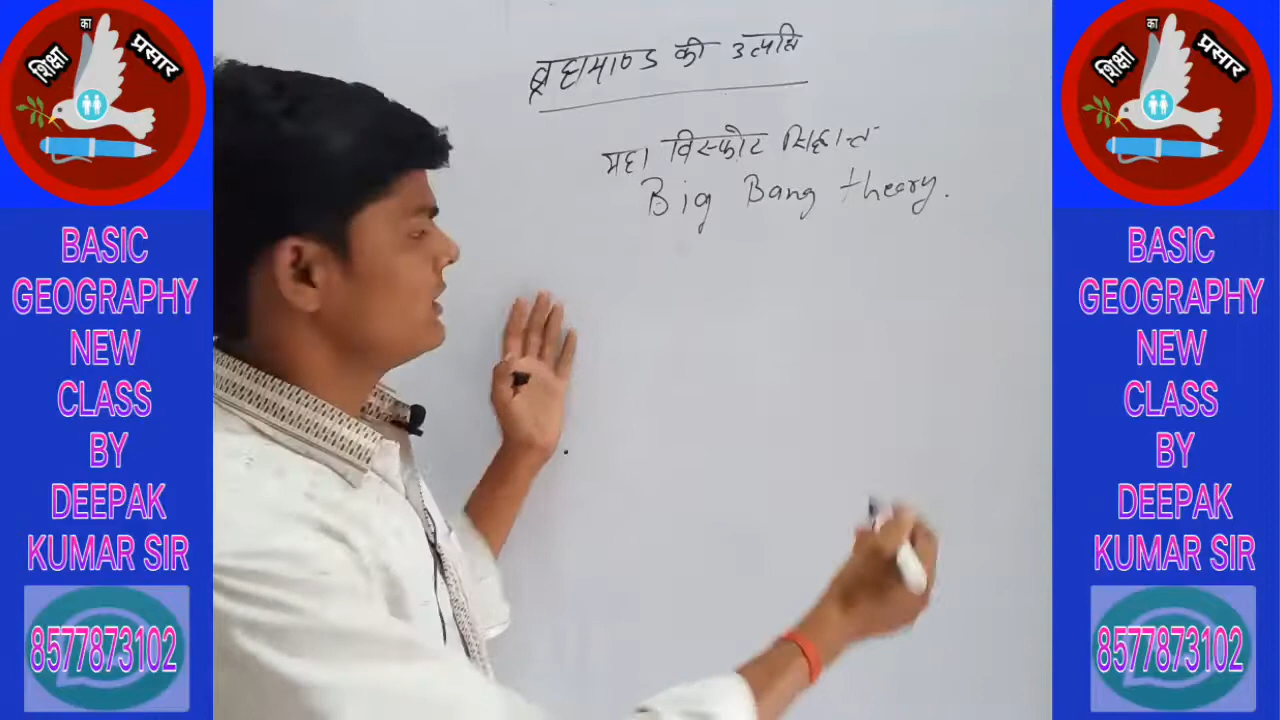 शिक्षा
का
प्रसार
BASIC
GEOGRAPHY
NEW
CLASS
BY
DEEPAK
KUMAR SIR
8577873102
ब्रह्माण्ड की उत्पत्ति
महा विस्फोट सिद्धान्त
Big Bang theory.
शिक्षा
का
प्रसार
BASIC
GEOGRAPHY
NEW
CLASS
BY
DEEPAK
KUMAR SIR
8577873102